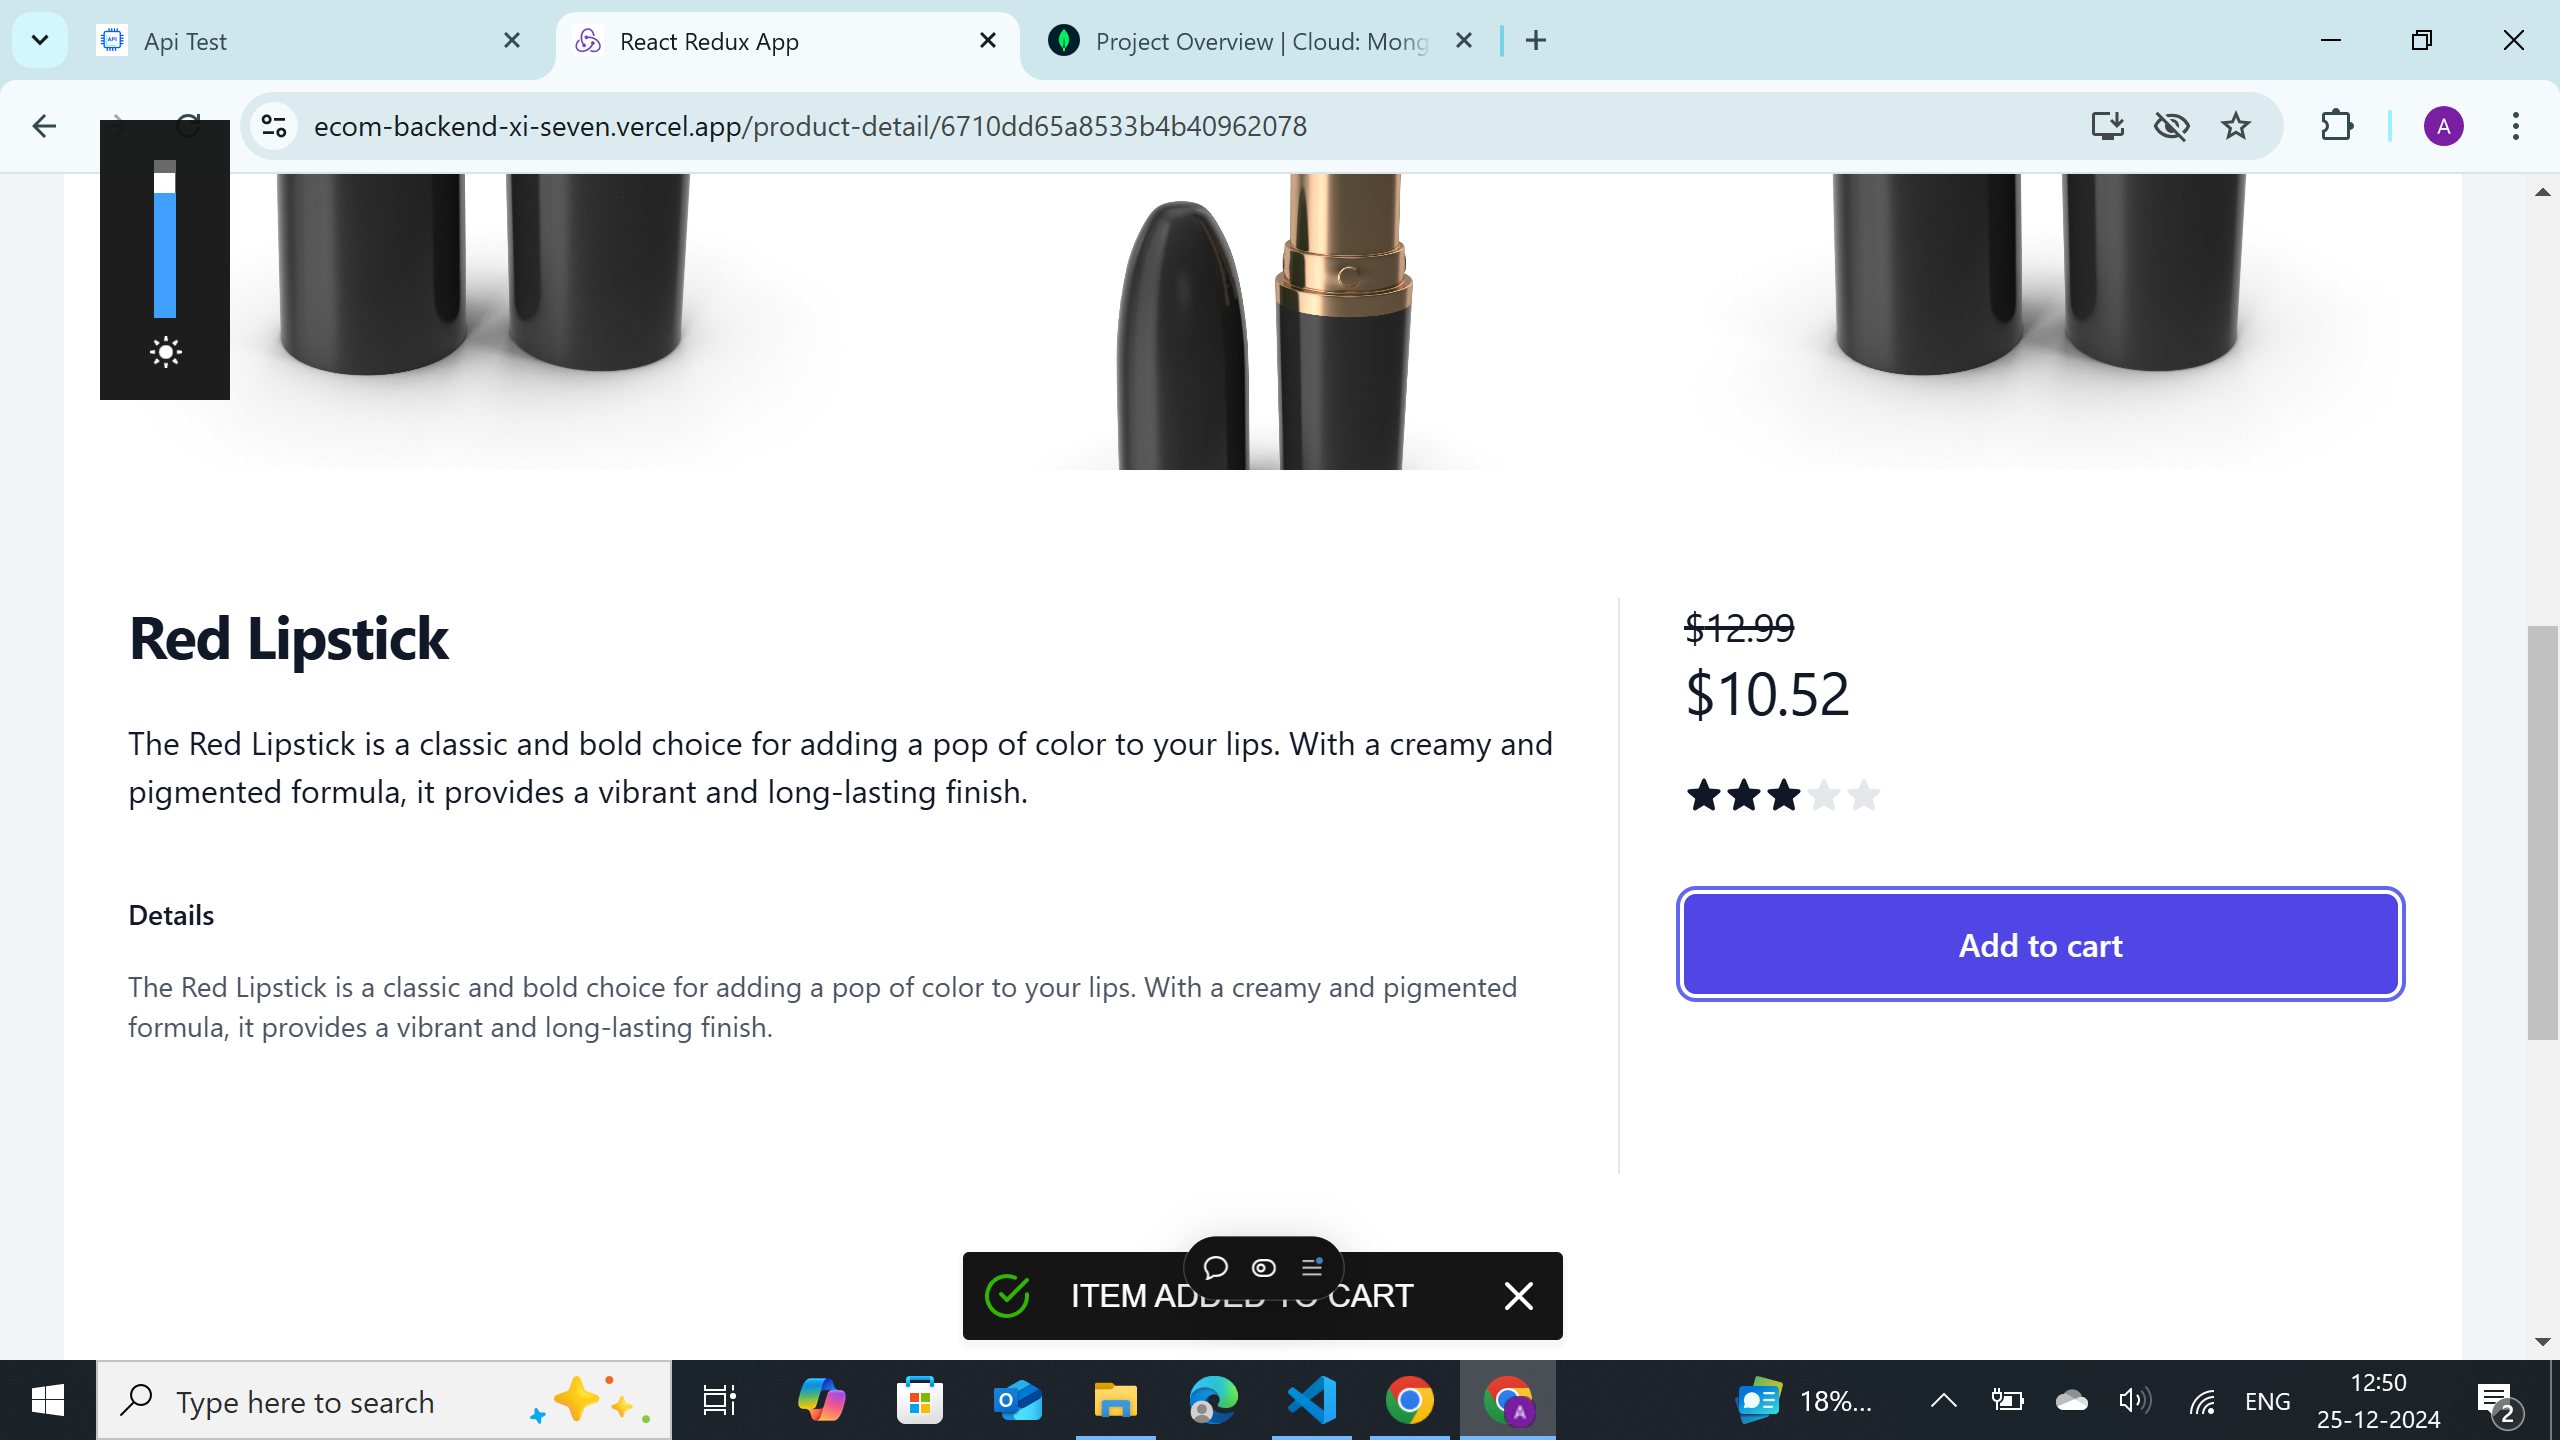 Api Test
React Redux App
Project Overview | Cloud: Mong
ecom-backend-xi-seven.vercel.app/product-detail/6710dd65a8533b4b40962078
A
Red Lipstick
The Red Lipstick is a classic and bold choice for adding a pop of color to your lips. With a creamy and
pigmented formula, it provides a vibrant and long-lasting finish.
Details
The Red Lipstick is a classic and bold choice for adding a pop of color to your lips. With a creamy and pigmented
formula, it provides a vibrant and long-lasting finish.
$12.99
$10.52
Add to cart
ITEM ADDED TO CART
Type here to search
18%...
ENG
12:50
25-12-2024
2